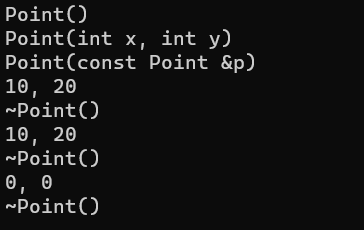 Point()
Point(int x, int y)
Point(const Point &p)
10, 20
~Point()
10, 20
~Point()
0, 0
~Point()